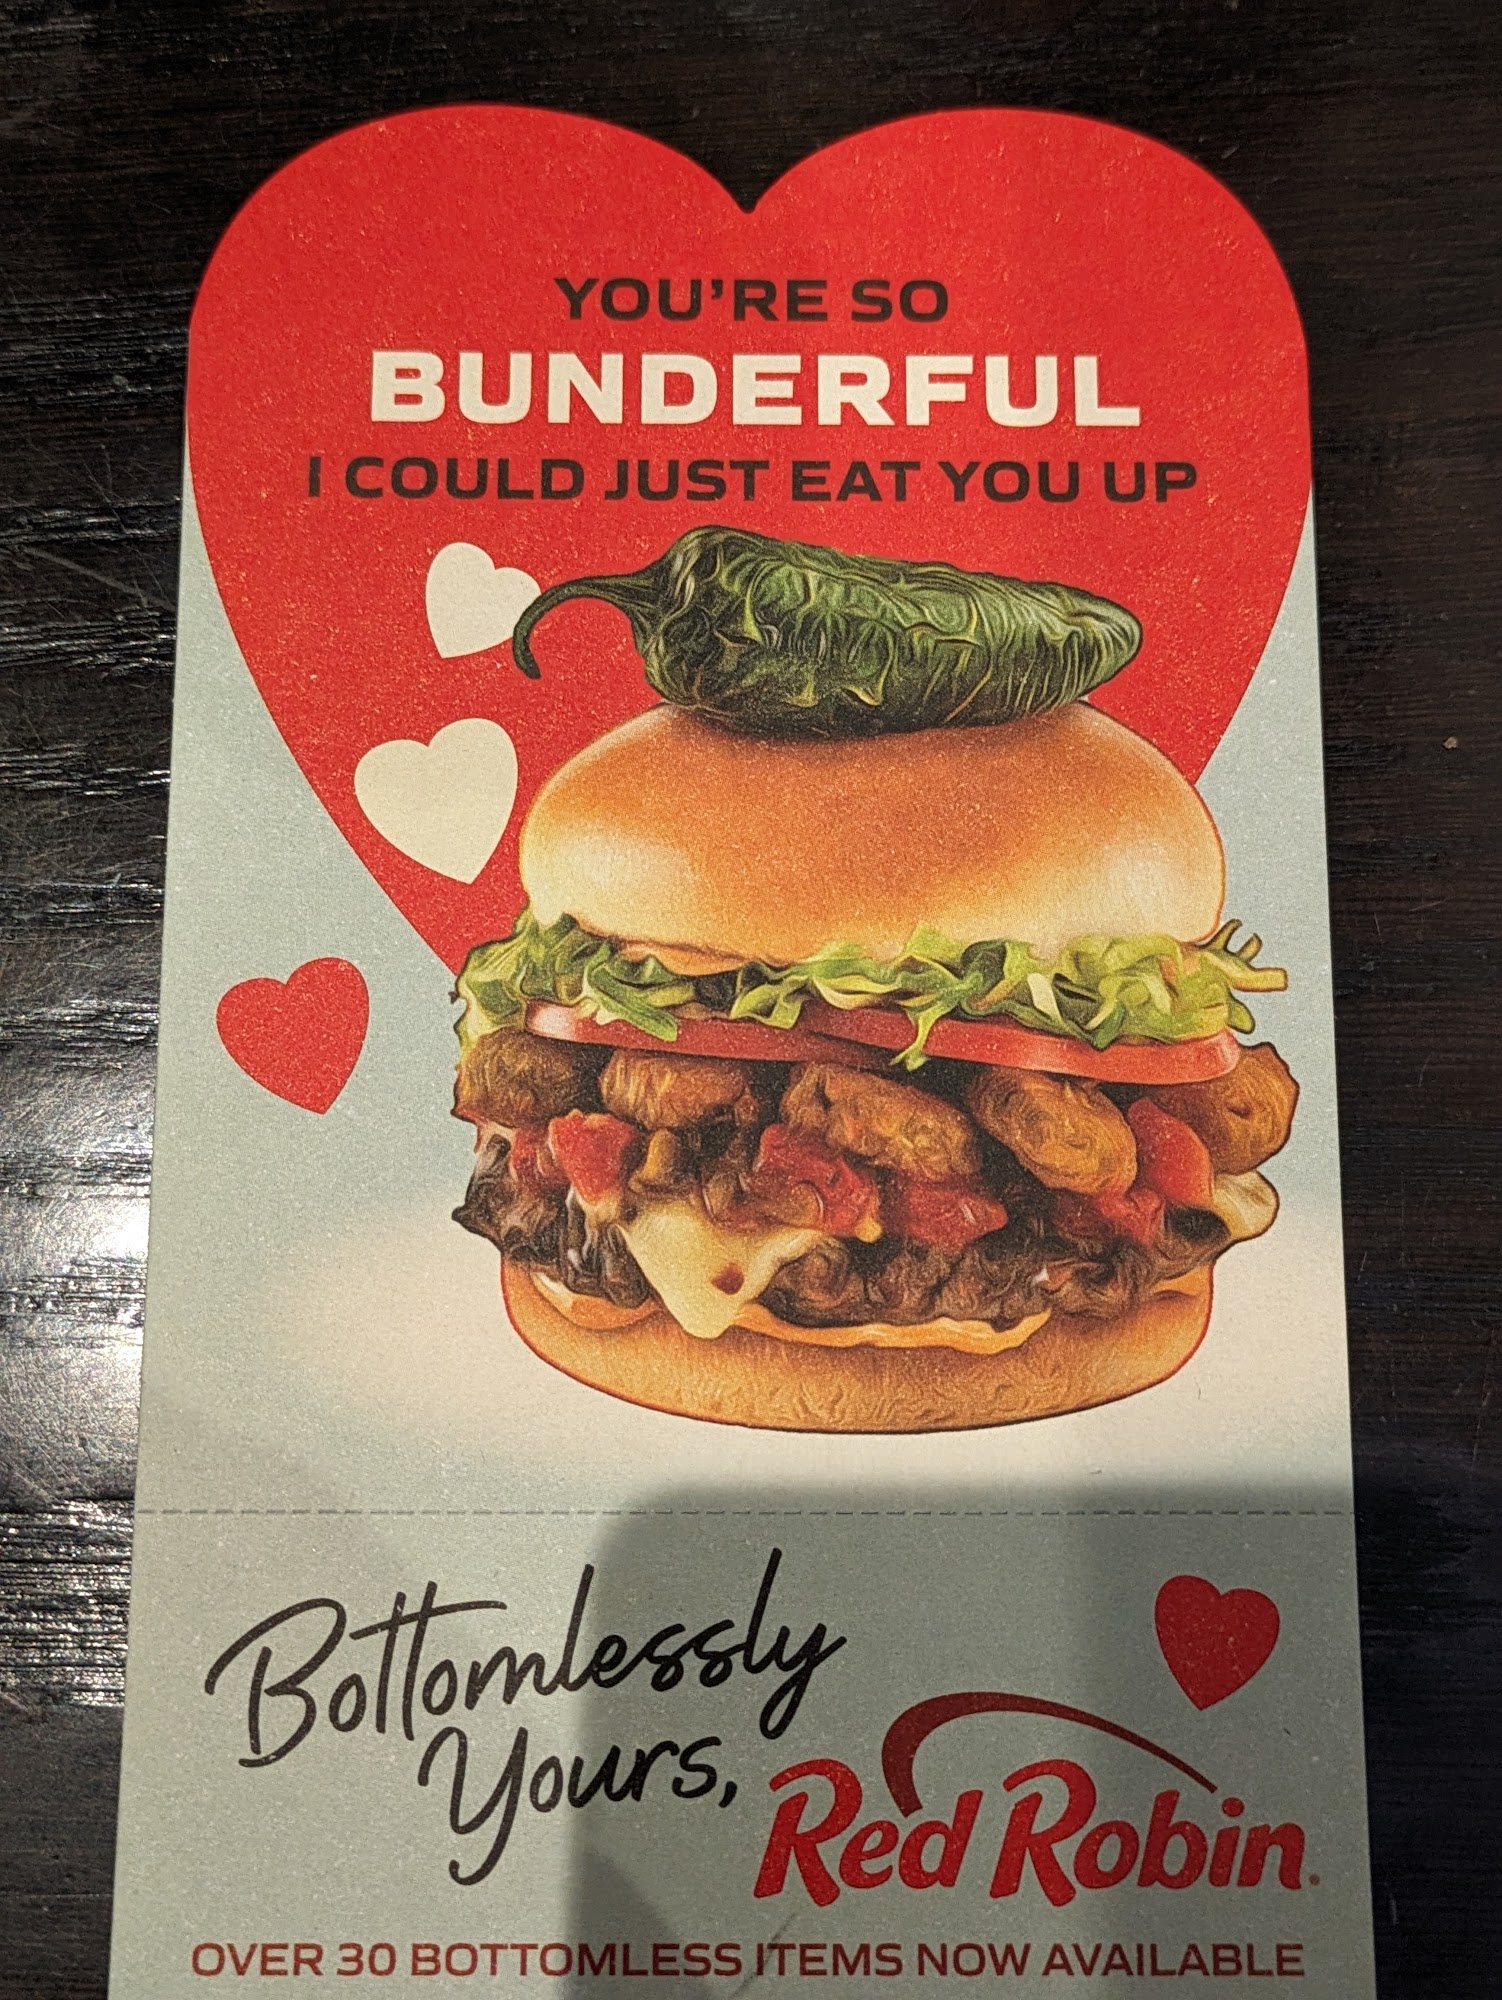 YOU'RE SO
BUNDERFUL
I COULD JUST EAT YOU UP
Bottomlessly
Yours,
Red Robin
OVER 30 BOTTOMLESS ITEMS NOW AVAILABLE